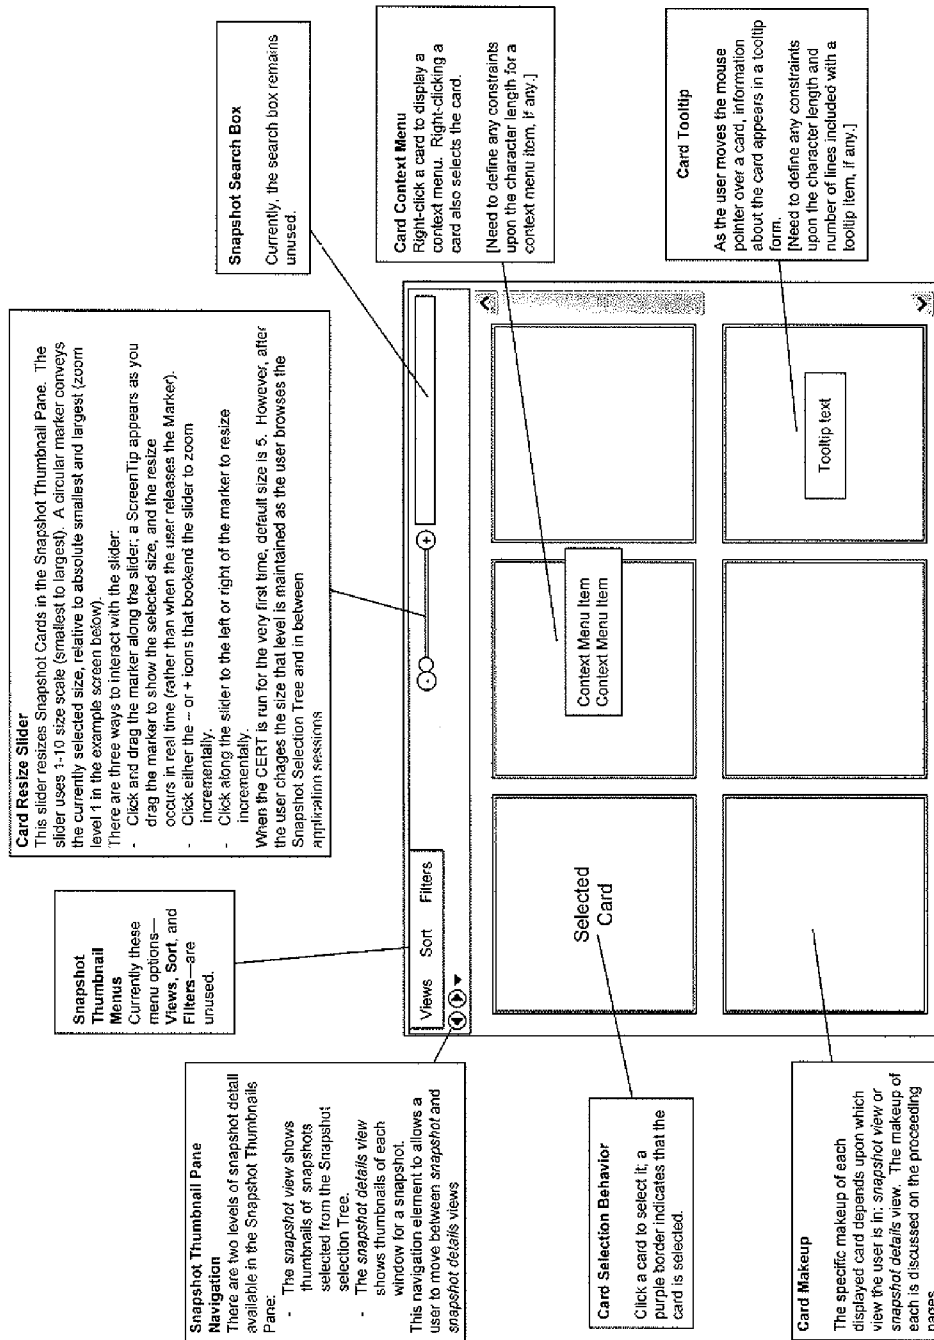 Snapshot Thumbnail Pane
Navigation
There are two levels of snapshot detail
available in the Snapshot Thumbnails
Pane:
- The snapshot view shows
thumbnails of snapshots
selected from the Snapshot
selection Tree.
- The snapshot details view
shows thumbnails of each
window for a snapshot.
This navigation element to allows a
user to move between snapshot and
snapshot details views
Snapshot
Thumbnail
Menus
Currently these
menu options—
Views, Sort, and
Filters—are
unused.
Card Resize Slider
This slider resizes Snapshot Cards in the Snapshot Thumbnail Pane. The
slider uses 1-10 size scale (smallest to largest). A circular marker conveys
the currently selected size, relative to absolute smallest and largest (zoom
level 1 in the example screen below).
There are three ways to interact with the slider:
- Click and drag the marker along the slider; a ScreenTip appears as you
drag the marker to show the selected size, and the resize
occurs in real time (rather than when the user releases the Marker).
- Click either the – or + icons that bookend the slider to zoom
incrementally.
- Click along the slider to the left or right of the marker to resize
incrementally.
When the CERT is run for the very first time, default size is 5. However, after
the user chages the size that level is maintained as the user browses the
Snapshot Selection Tree and in between
application sessions
Snapshot Search Box
Currently, the search box remains
unused.
Card Context Menu
Right-click a card to display a
context menu. Right-clicking a
card also selects the card.
[Need to define any constraints
upon the character length for a
context menu item, if any.]
Card Tooltip
As the user moves the mouse
pointer over a card, information
about the card appears in a tooltip
form.
[Need to define any constraints
upon the character length and
number of lines included with a
tooltip item, if any.]
Views Sort Filters
- +
Selected
Card
Context Menu Item
Context Menu Item
Tooltip text
Card Selection Behavior
Click a card to select it; a
purple border indicates that the
card is selected.
Card Makeup
The specific makeup of each
displayed card depends upon which
view the user is in: snapshot view or
snapshot details view. The makeup of
each is discussed on the proceeding
pages